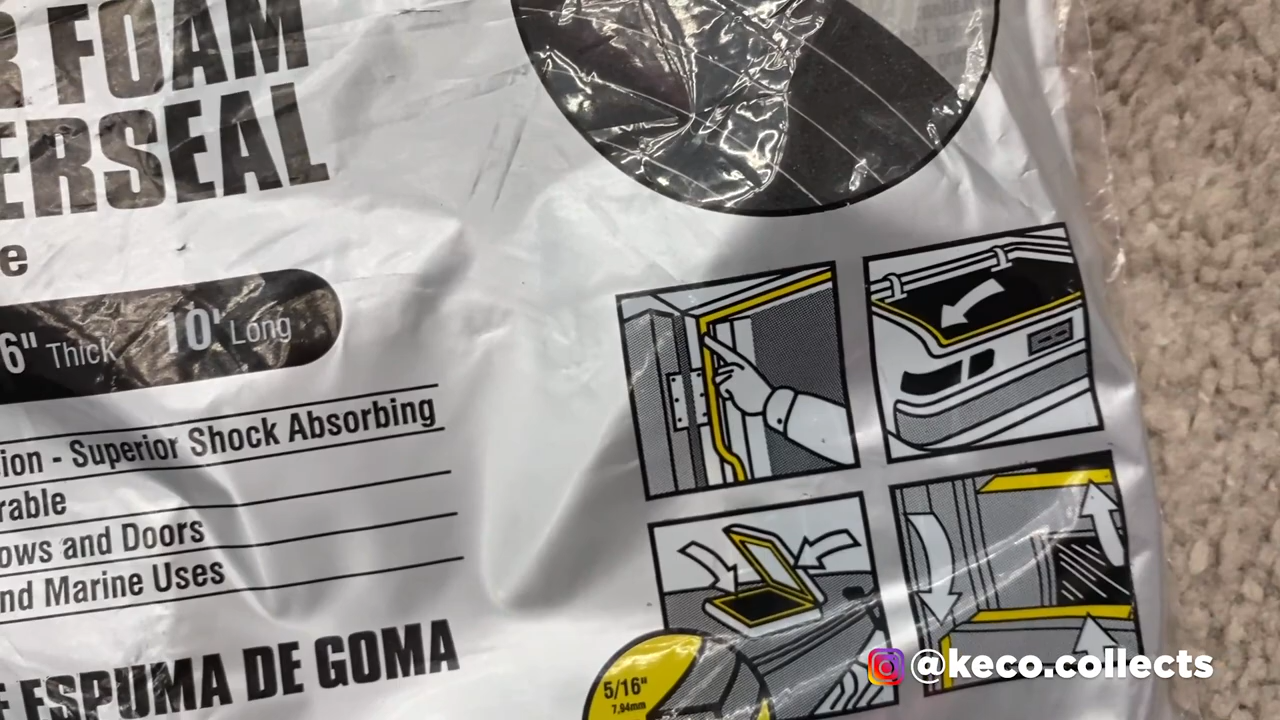 R FOAM
ERSEAL
e
6" Thick 10' Long
ion - Superior Shock Absorbing
rable
ows and Doors
nd Marine Uses
E ESPUMA DE GOMA
5/16"
7,94mm
@keco.collects